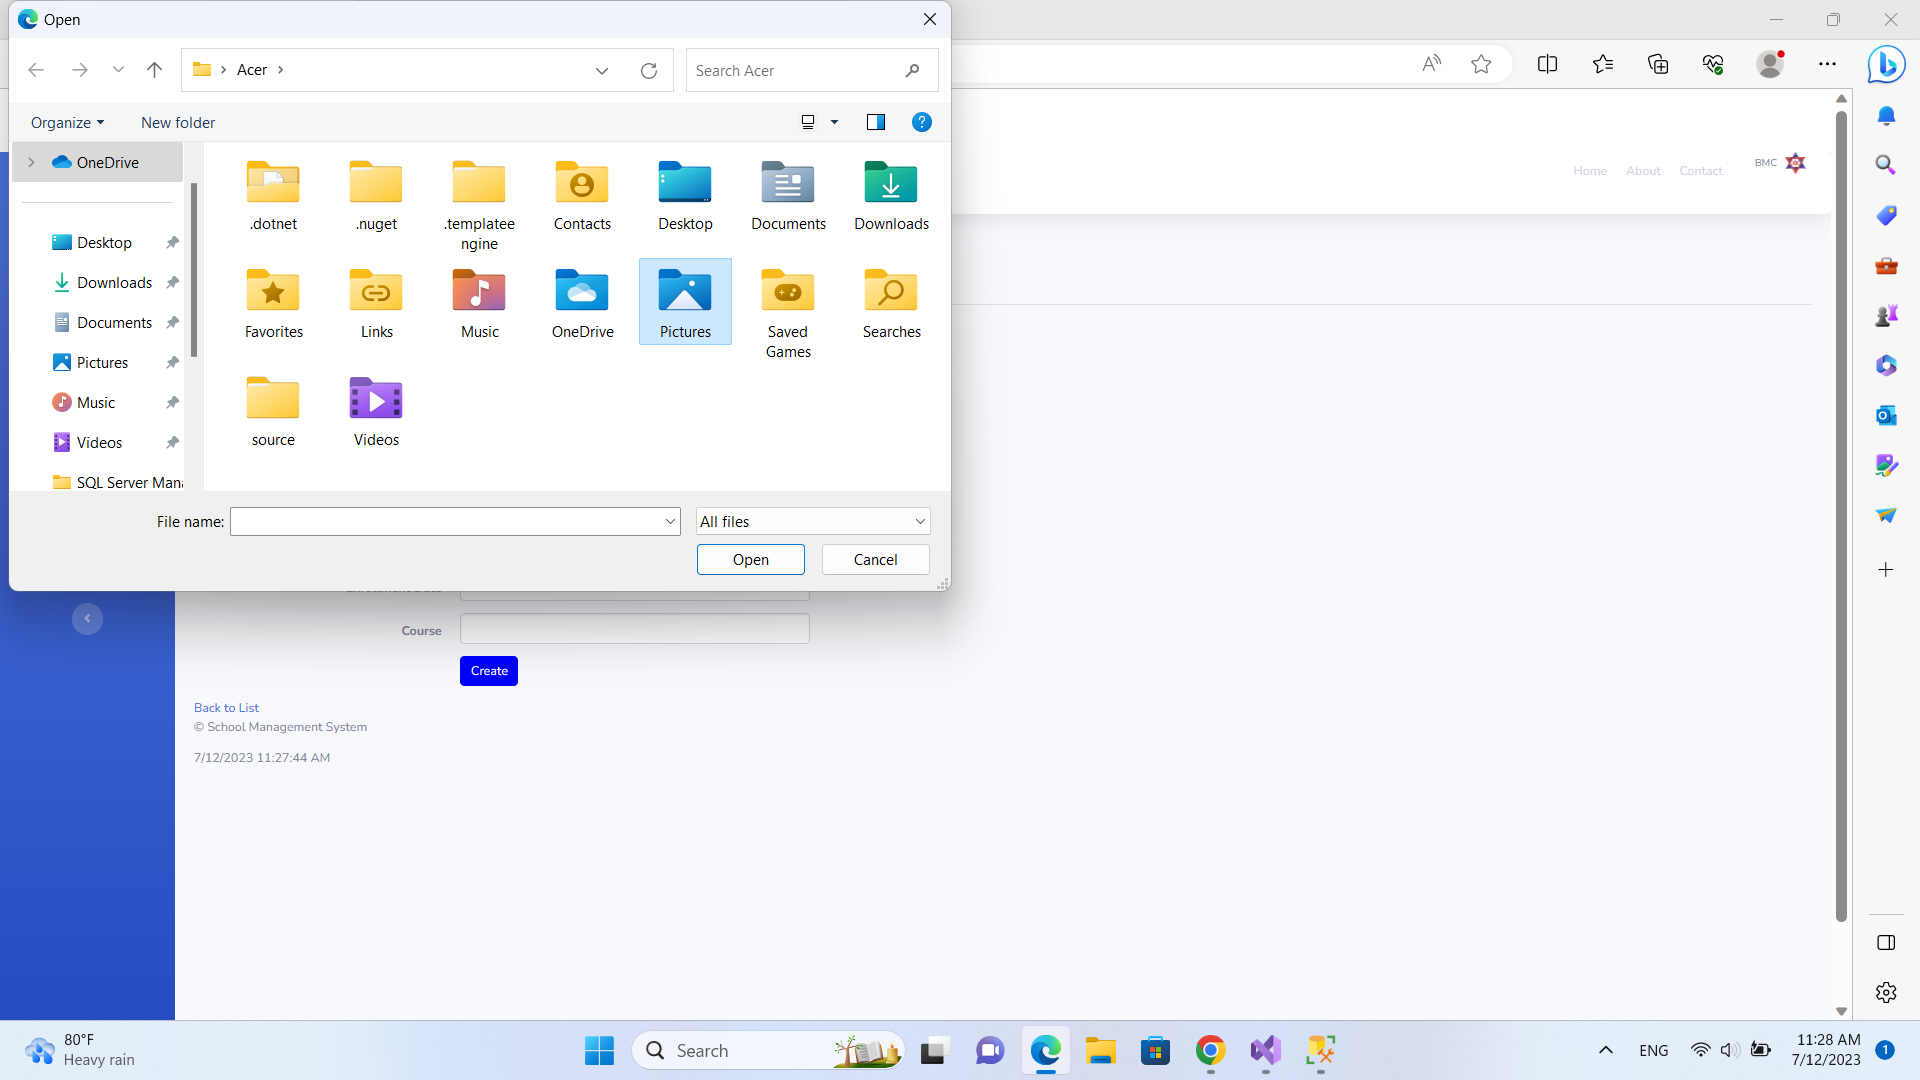 Open
Acer
Search Acer
Organize
New folder
OneDrive
Desktop
Downloads
Documents
Pictures
Music
Videos
SQL Server Mana
.dotnet
.nuget
.templatee
ngine
Contacts
Desktop
Documents
Downloads
Favorites
Links
Music
OneDrive
Pictures
Saved
Games
Searches
source
Videos
File name:
All files
Open
Cancel
Home
About
Contact
BMC
Course
Create
Back to List
© School Management System
7/12/2023 11:27:44 AM
80°F
Heavy rain
Search
ENG
11:28 AM
7/12/2023
1